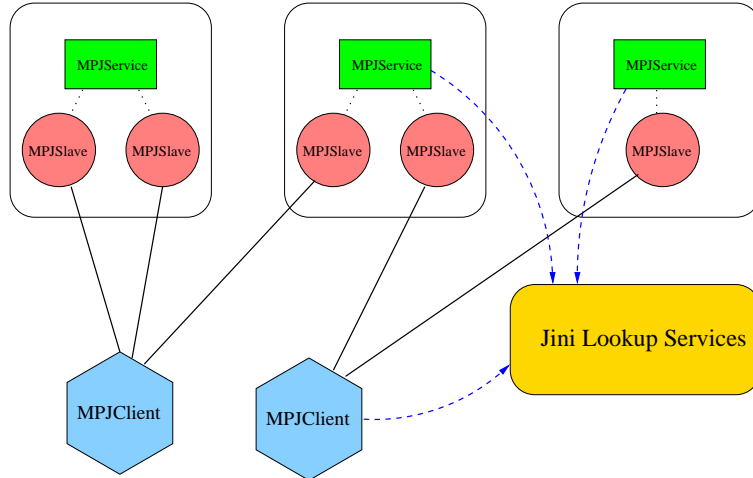 MPJService
MPJService
MPJService
MPJSlave
MPJSlave
MPJSlave
MPJSlave
MPJSlave
Jini Lookup Services
MPJClient
MPJClient